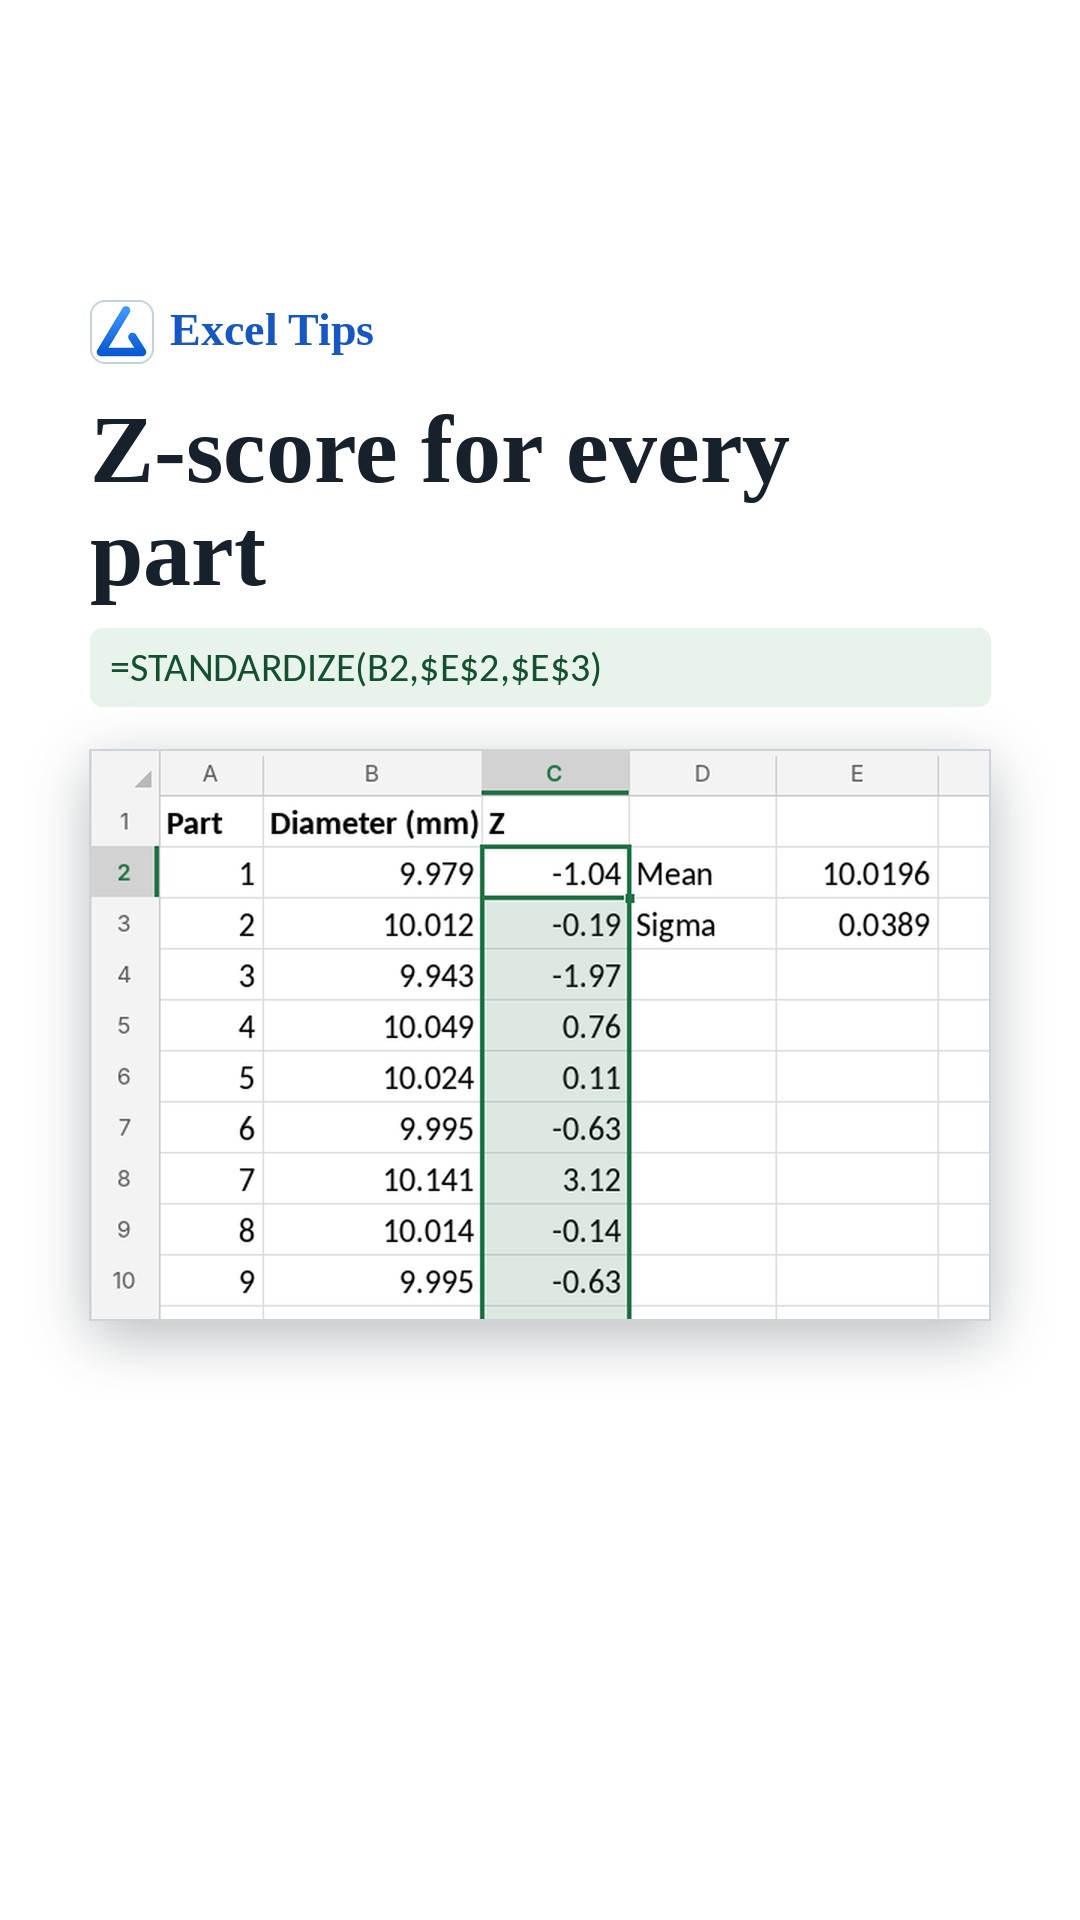 Excel Tips
Z-score for every
part
=STANDARDIZE(B2,$E$2,$E$3)
A B C D E
1 Part Diameter (mm) Z
2 1 9.979 -1.04 Mean 10.0196
3 2 10.012 -0.19 Sigma 0.0389
4 3 9.943 -1.97
5 4 10.049 0.76
6 5 10.024 0.11
7 6 9.995 -0.63
8 7 10.141 3.12
9 8 10.014 -0.14
10 9 9.995 -0.63